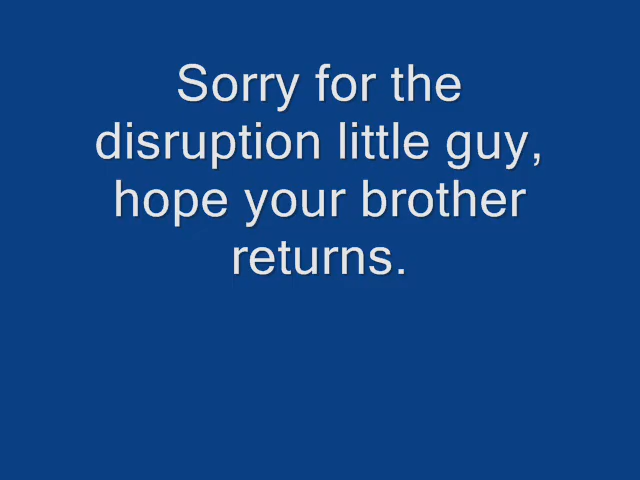 Sorry for the
disruption little guy,
hope your brother
returns.